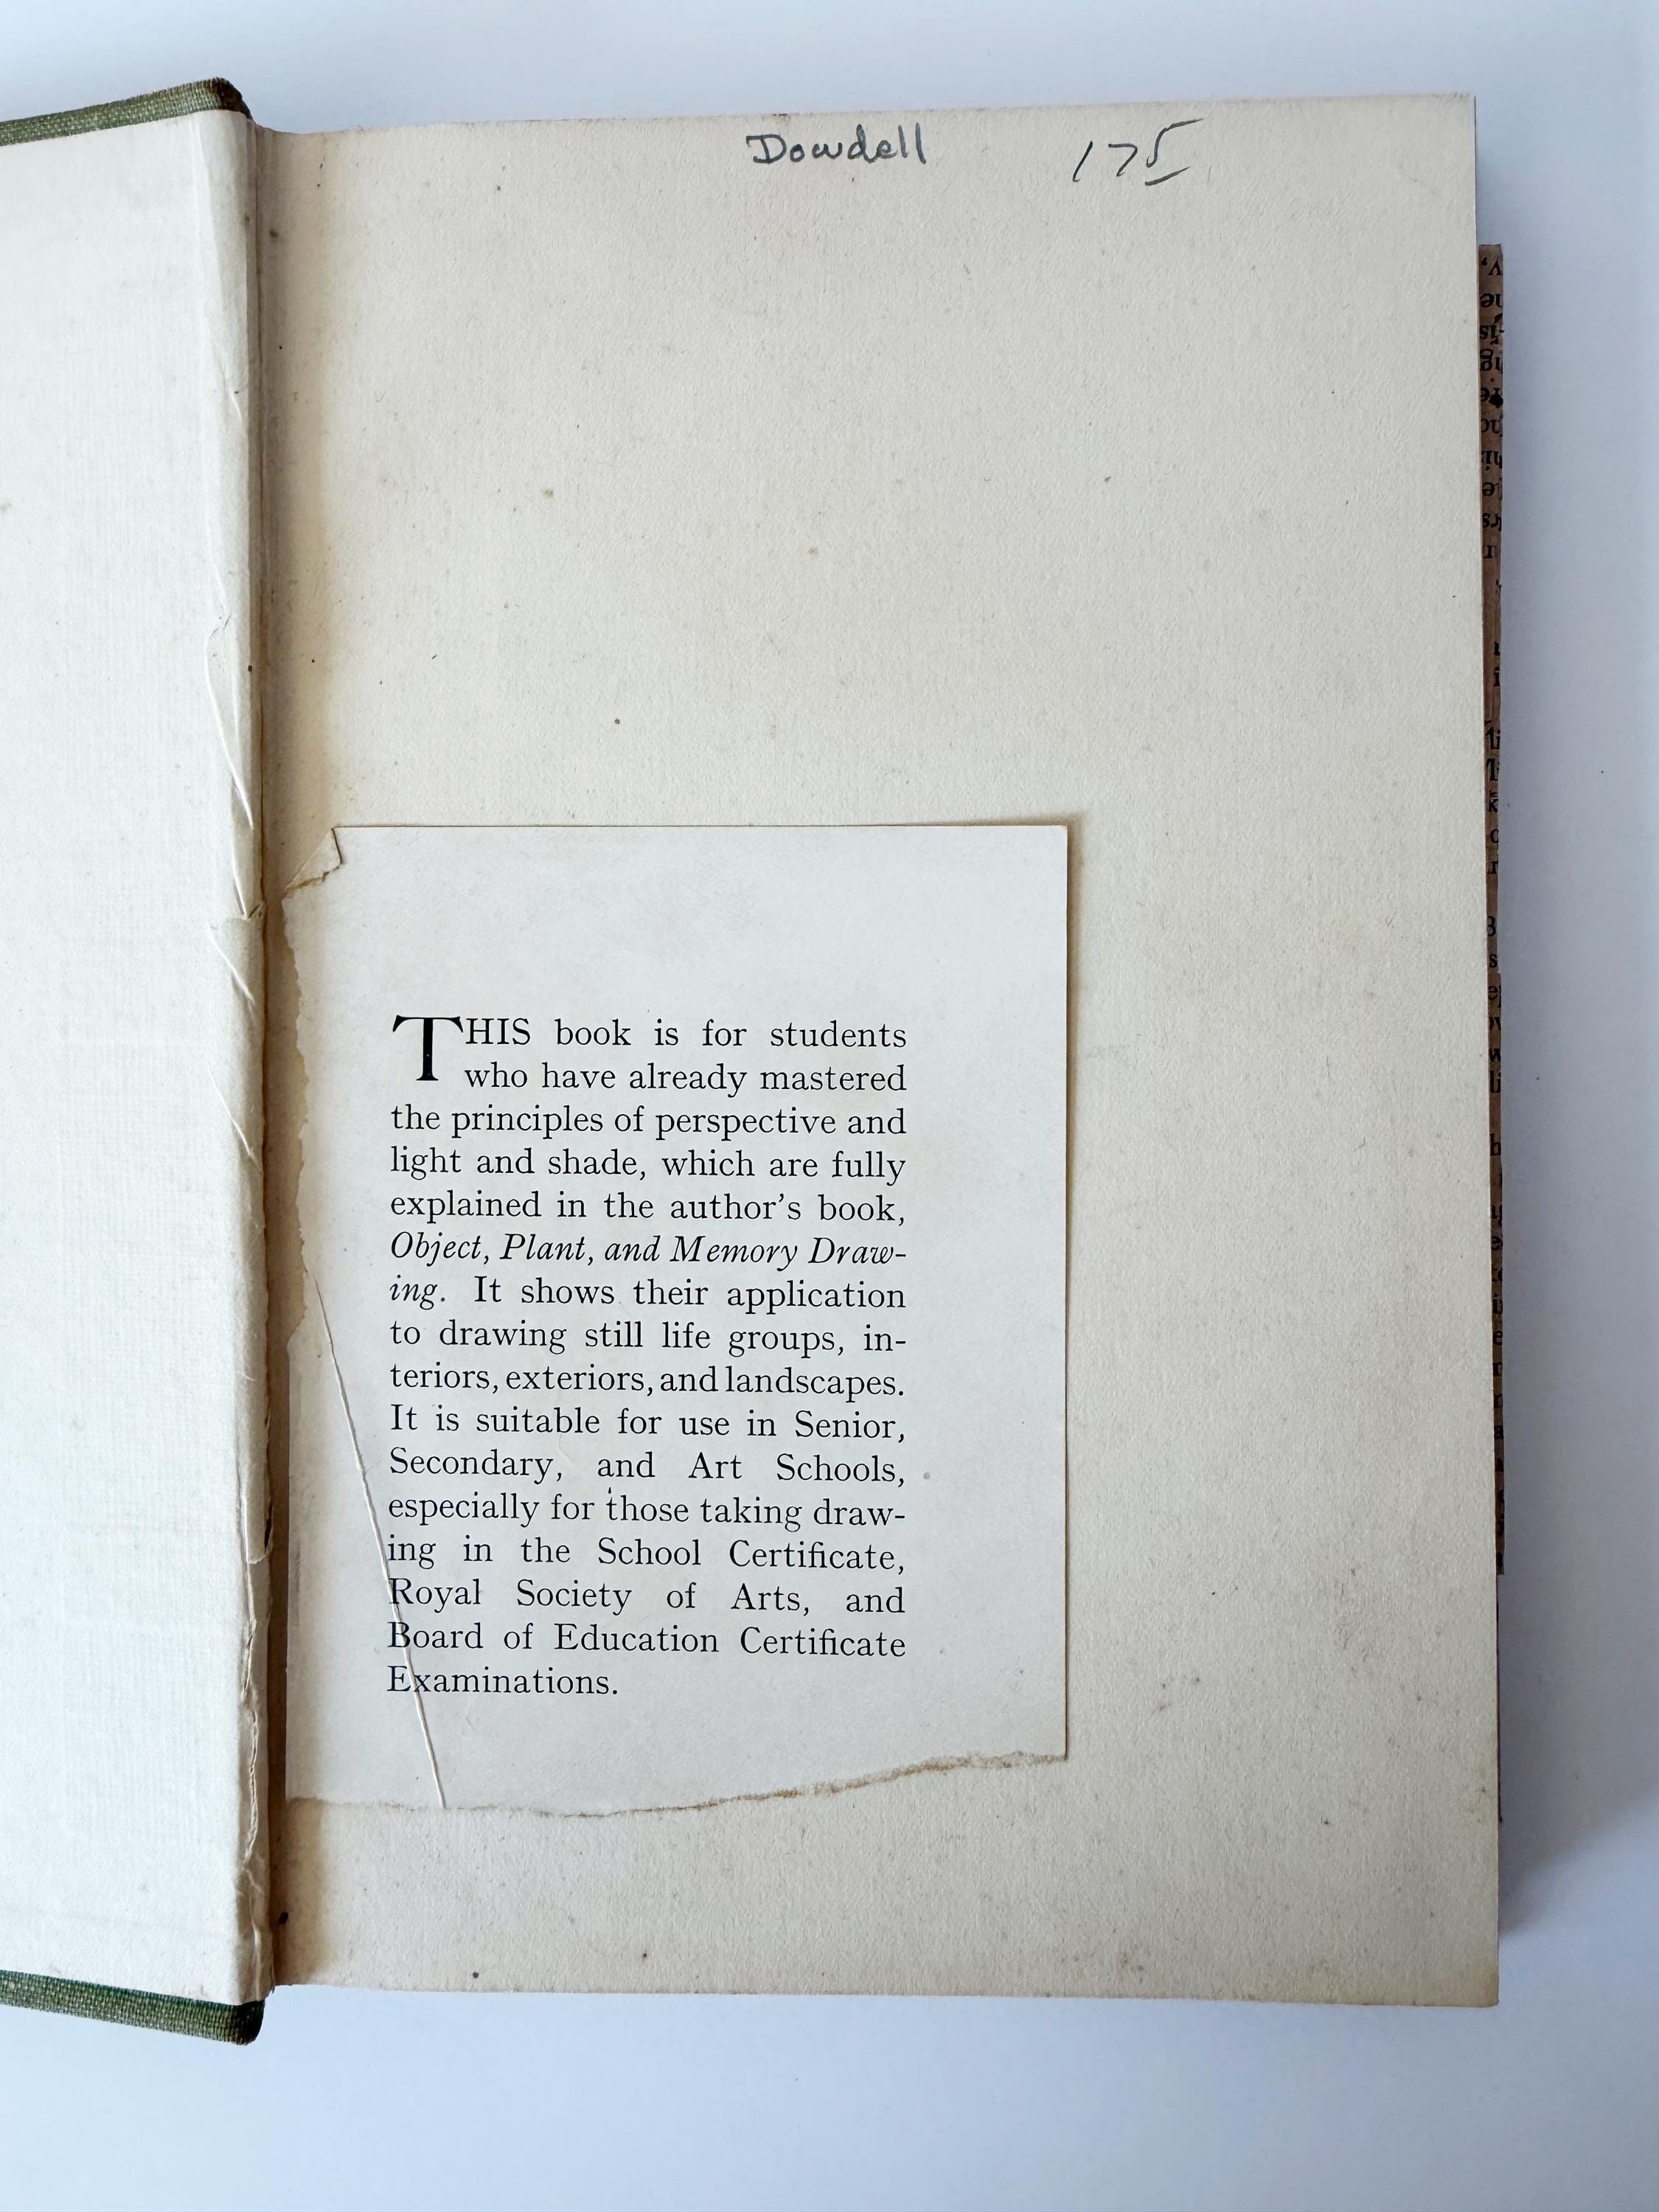 Dowdell 175
THIS book is for students
who have already mastered
the principles of perspective and
light and shade, which are fully
explained in the author's book,
Object, Plant, and Memory Draw-
ing. It shows their application
to drawing still life groups, in-
teriors, exteriors, and landscapes.
It is suitable for use in Senior,
Secondary, and Art Schools,
especially for those taking draw-
ing in the School Certificate,
Royal Society of Arts, and
Board of Education Certificate
Examinations.